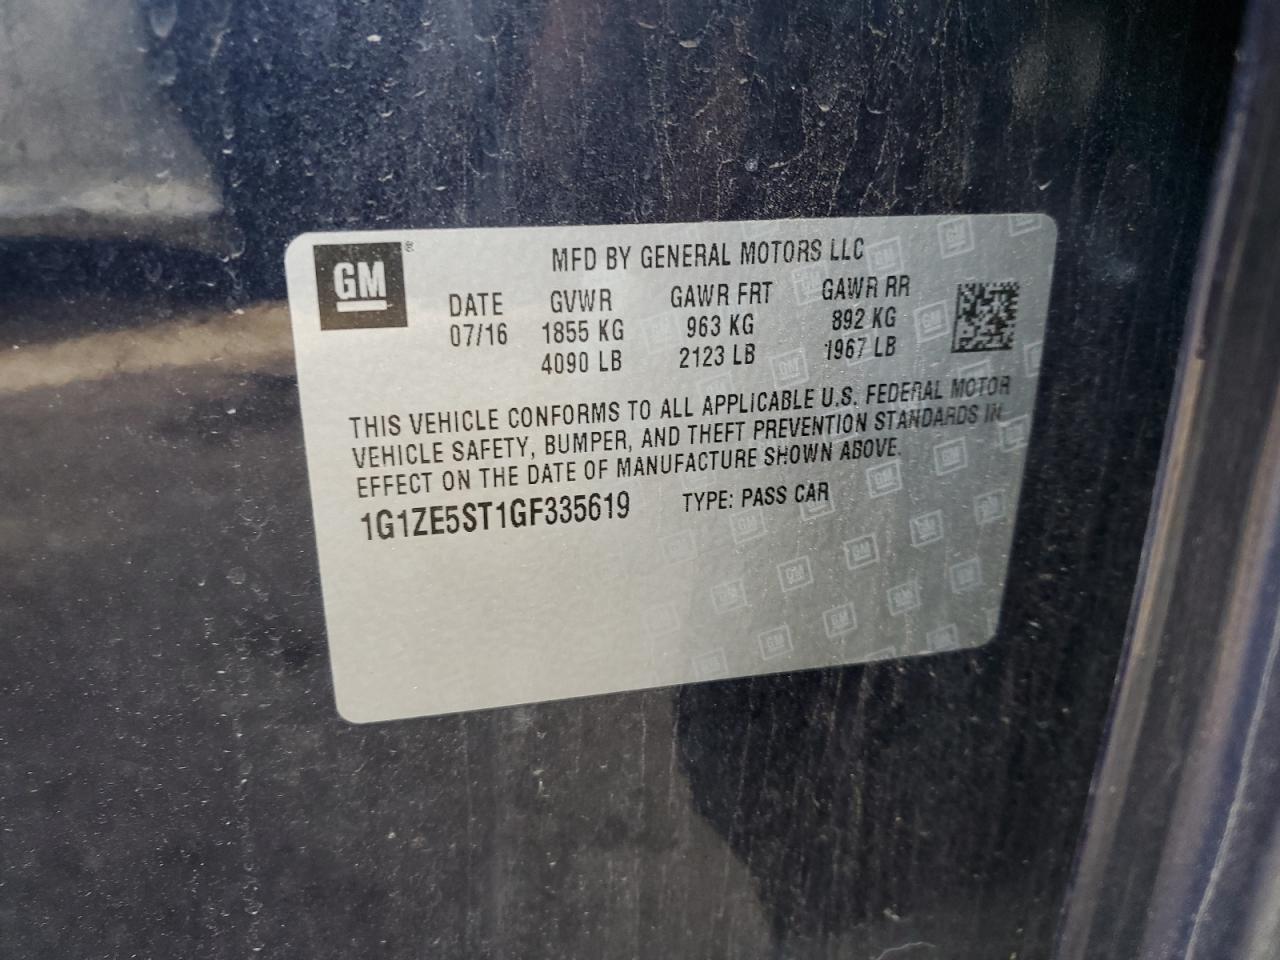 GM
MFD BY GENERAL MOTORS LLC
DATE GVWR GAWR FRT GAWR RR
07/16 1855 KG 963 KG 892 KG
4090 LB 2123 LB 1967 LB
THIS VEHICLE CONFORMS TO ALL APPLICABLE U.S. FEDERAL MOTOR
VEHICLE SAFETY, BUMPER, AND THEFT PREVENTION STANDARDS IN
EFFECT ON THE DATE OF MANUFACTURE SHOWN ABOVE.
1G1ZE5ST1GF335619 TYPE: PASS CAR